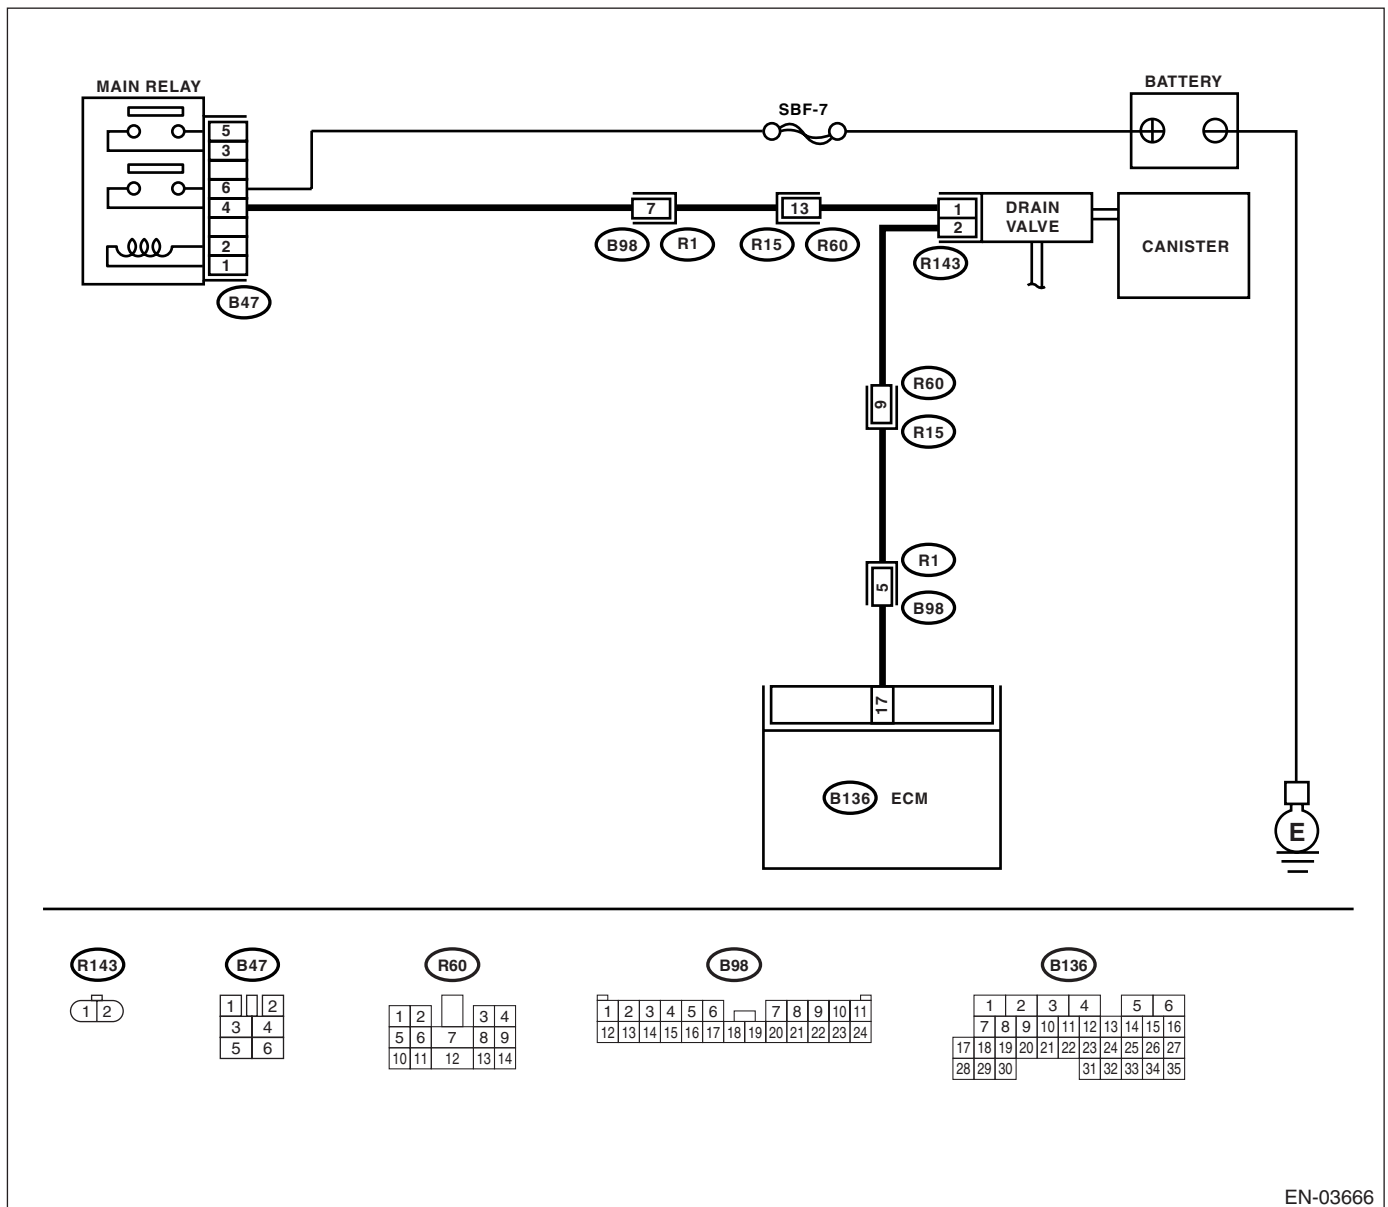 MAIN RELAY
BATTERY
SBF-7
5
3
6
4
2
1
B47
7
B98 R1
13
R15 R60
1
2
R143
DRAIN
VALVE
CANISTER
9
R60
R15
5
R1
B98
17
B136 ECM
E
R143 B47 R60 B98 B136
1 2
1 2
3 4
5 6
1 2 3 4
5 6 7 8 9
10 11 12 13 14
1 2 3 4 5 6 7 8 9 10 11
12 13 14 15 16 17 18 19 20 21 22 23 24
1 2 3 4 5 6
7 8 9 10 11 12 13 14 15 16
17 18 19 20 21 22 23 24 25 26 27
28 29 30 31 32 33 34 35
EN-03666